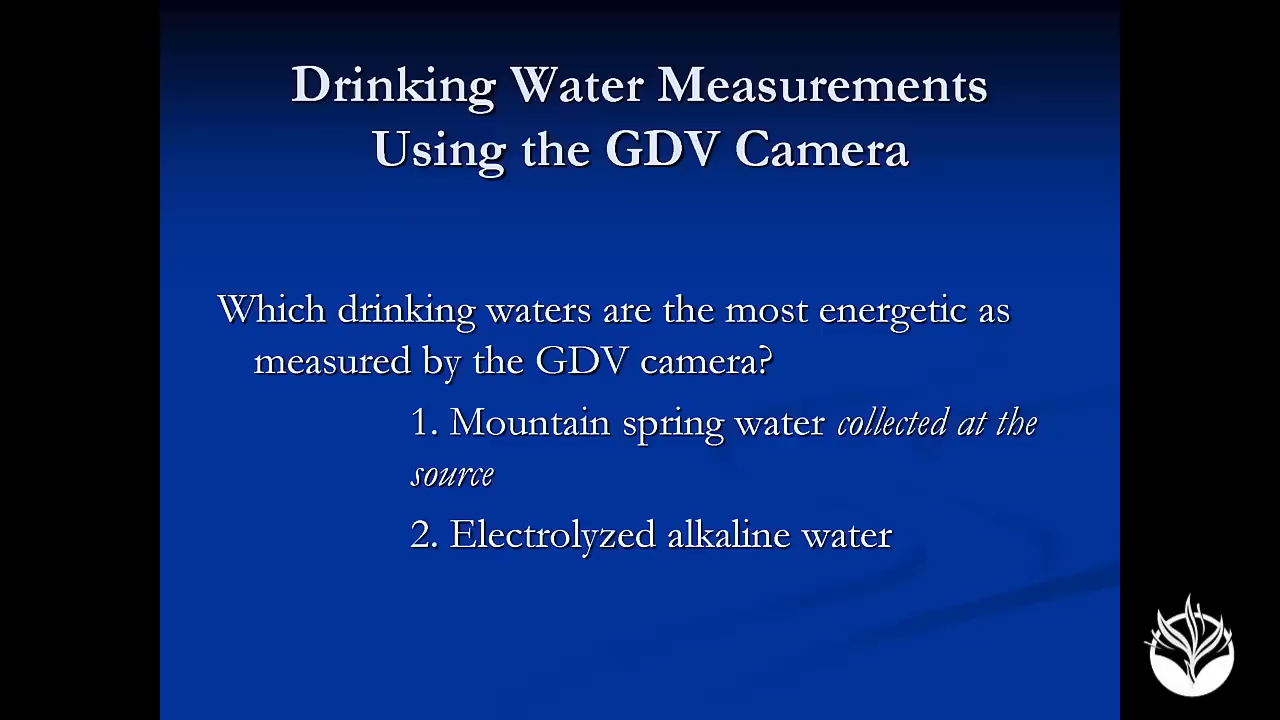 Drinking Water Measurements
Using the GDV Camera
Which drinking waters are the most energetic as
measured by the GDV camera?
1. Mountain spring water collected at the
source
2. Electrolyzed alkaline water